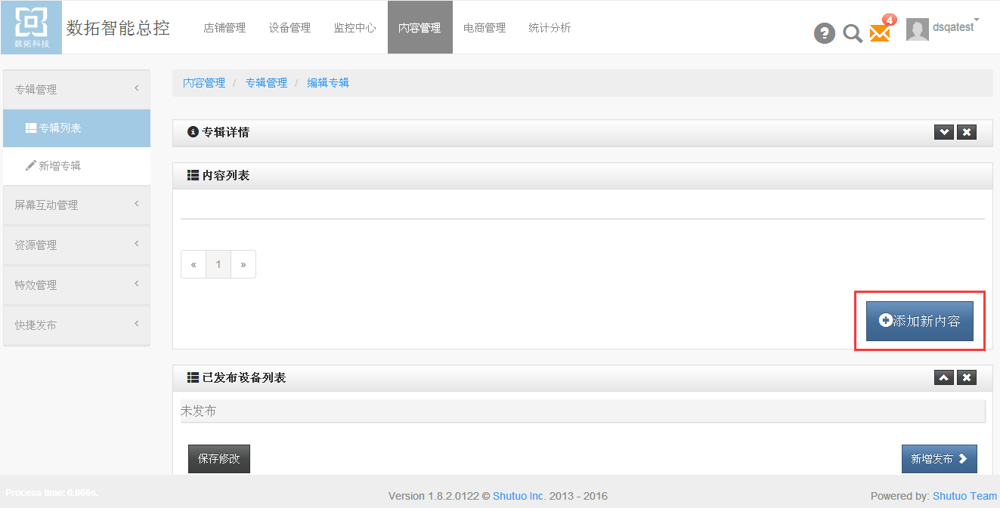 数拓科技
数拓智能总控
店铺管理
设备管理
监控中心
内容管理
电商管理
统计分析
?
4
dsqatest
专辑管理
专辑列表
新增专辑
屏幕互动管理
资源管理
特效管理
快捷发布
内容管理 / 专辑管理 / 编辑专辑
专辑详情
内容列表
« 1 »
添加新内容
已发布设备列表
未发布
保存修改
新增发布
Process time: 0.066s.
Version 1.8.2.0122 © Shutuo Inc. 2013 - 2016
Powered by: Shutuo Team